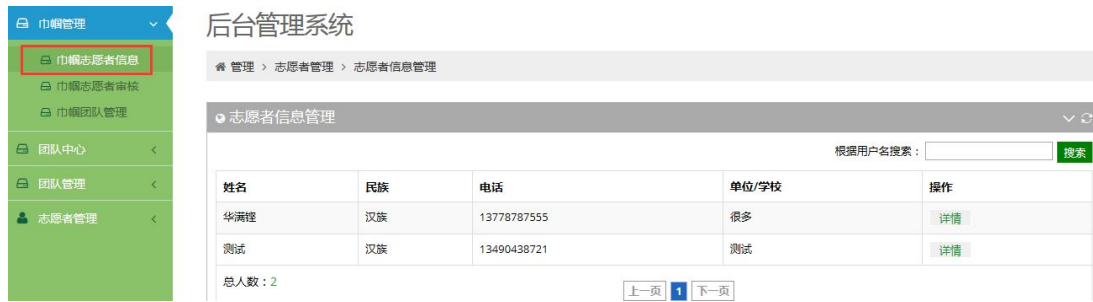 巾帼管理
巾帼志愿者信息
巾帼志愿者审核
巾帼团队管理
团队中心
团队管理
志愿者管理
后台管理系统
管理 > 志愿者管理 > 志愿者信息管理
志愿者信息管理
根据用户名搜索： 搜索
姓名 民族 电话 单位/学校 操作
华满铿 汉族 13778787555 很多 详情
测试 汉族 13490438721 测试 详情
总人数：2
上一页 1 下一页